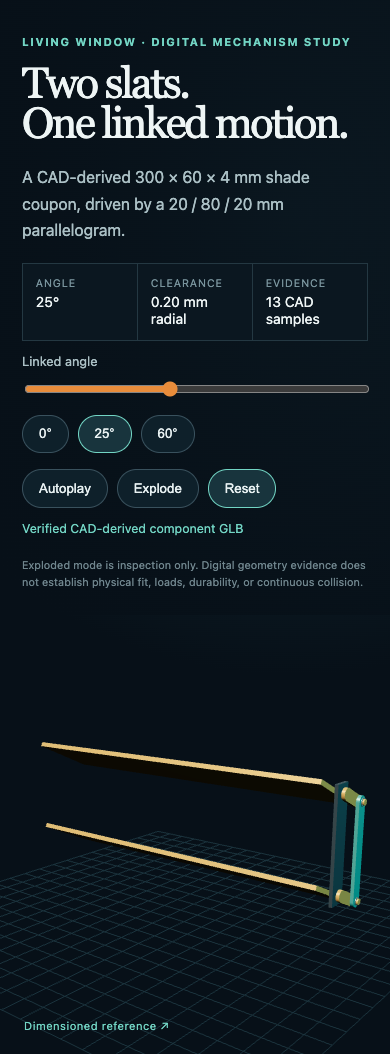 LIVING WINDOW · DIGITAL MECHANISM STUDY
Two slats.
One linked motion.
A CAD-derived 300 × 60 × 4 mm shade
coupon, driven by a 20 / 80 / 20 mm
parallelogram.
ANGLE
25°
CLEARANCE
0.20 mm
radial
EVIDENCE
13 CAD
samples
Linked angle
0°
25°
60°
Autoplay
Explode
Reset
Verified CAD-derived component GLB
Exploded mode is inspection only. Digital geometry evidence does
not establish physical fit, loads, durability, or continuous collision.
Dimensioned reference ↗